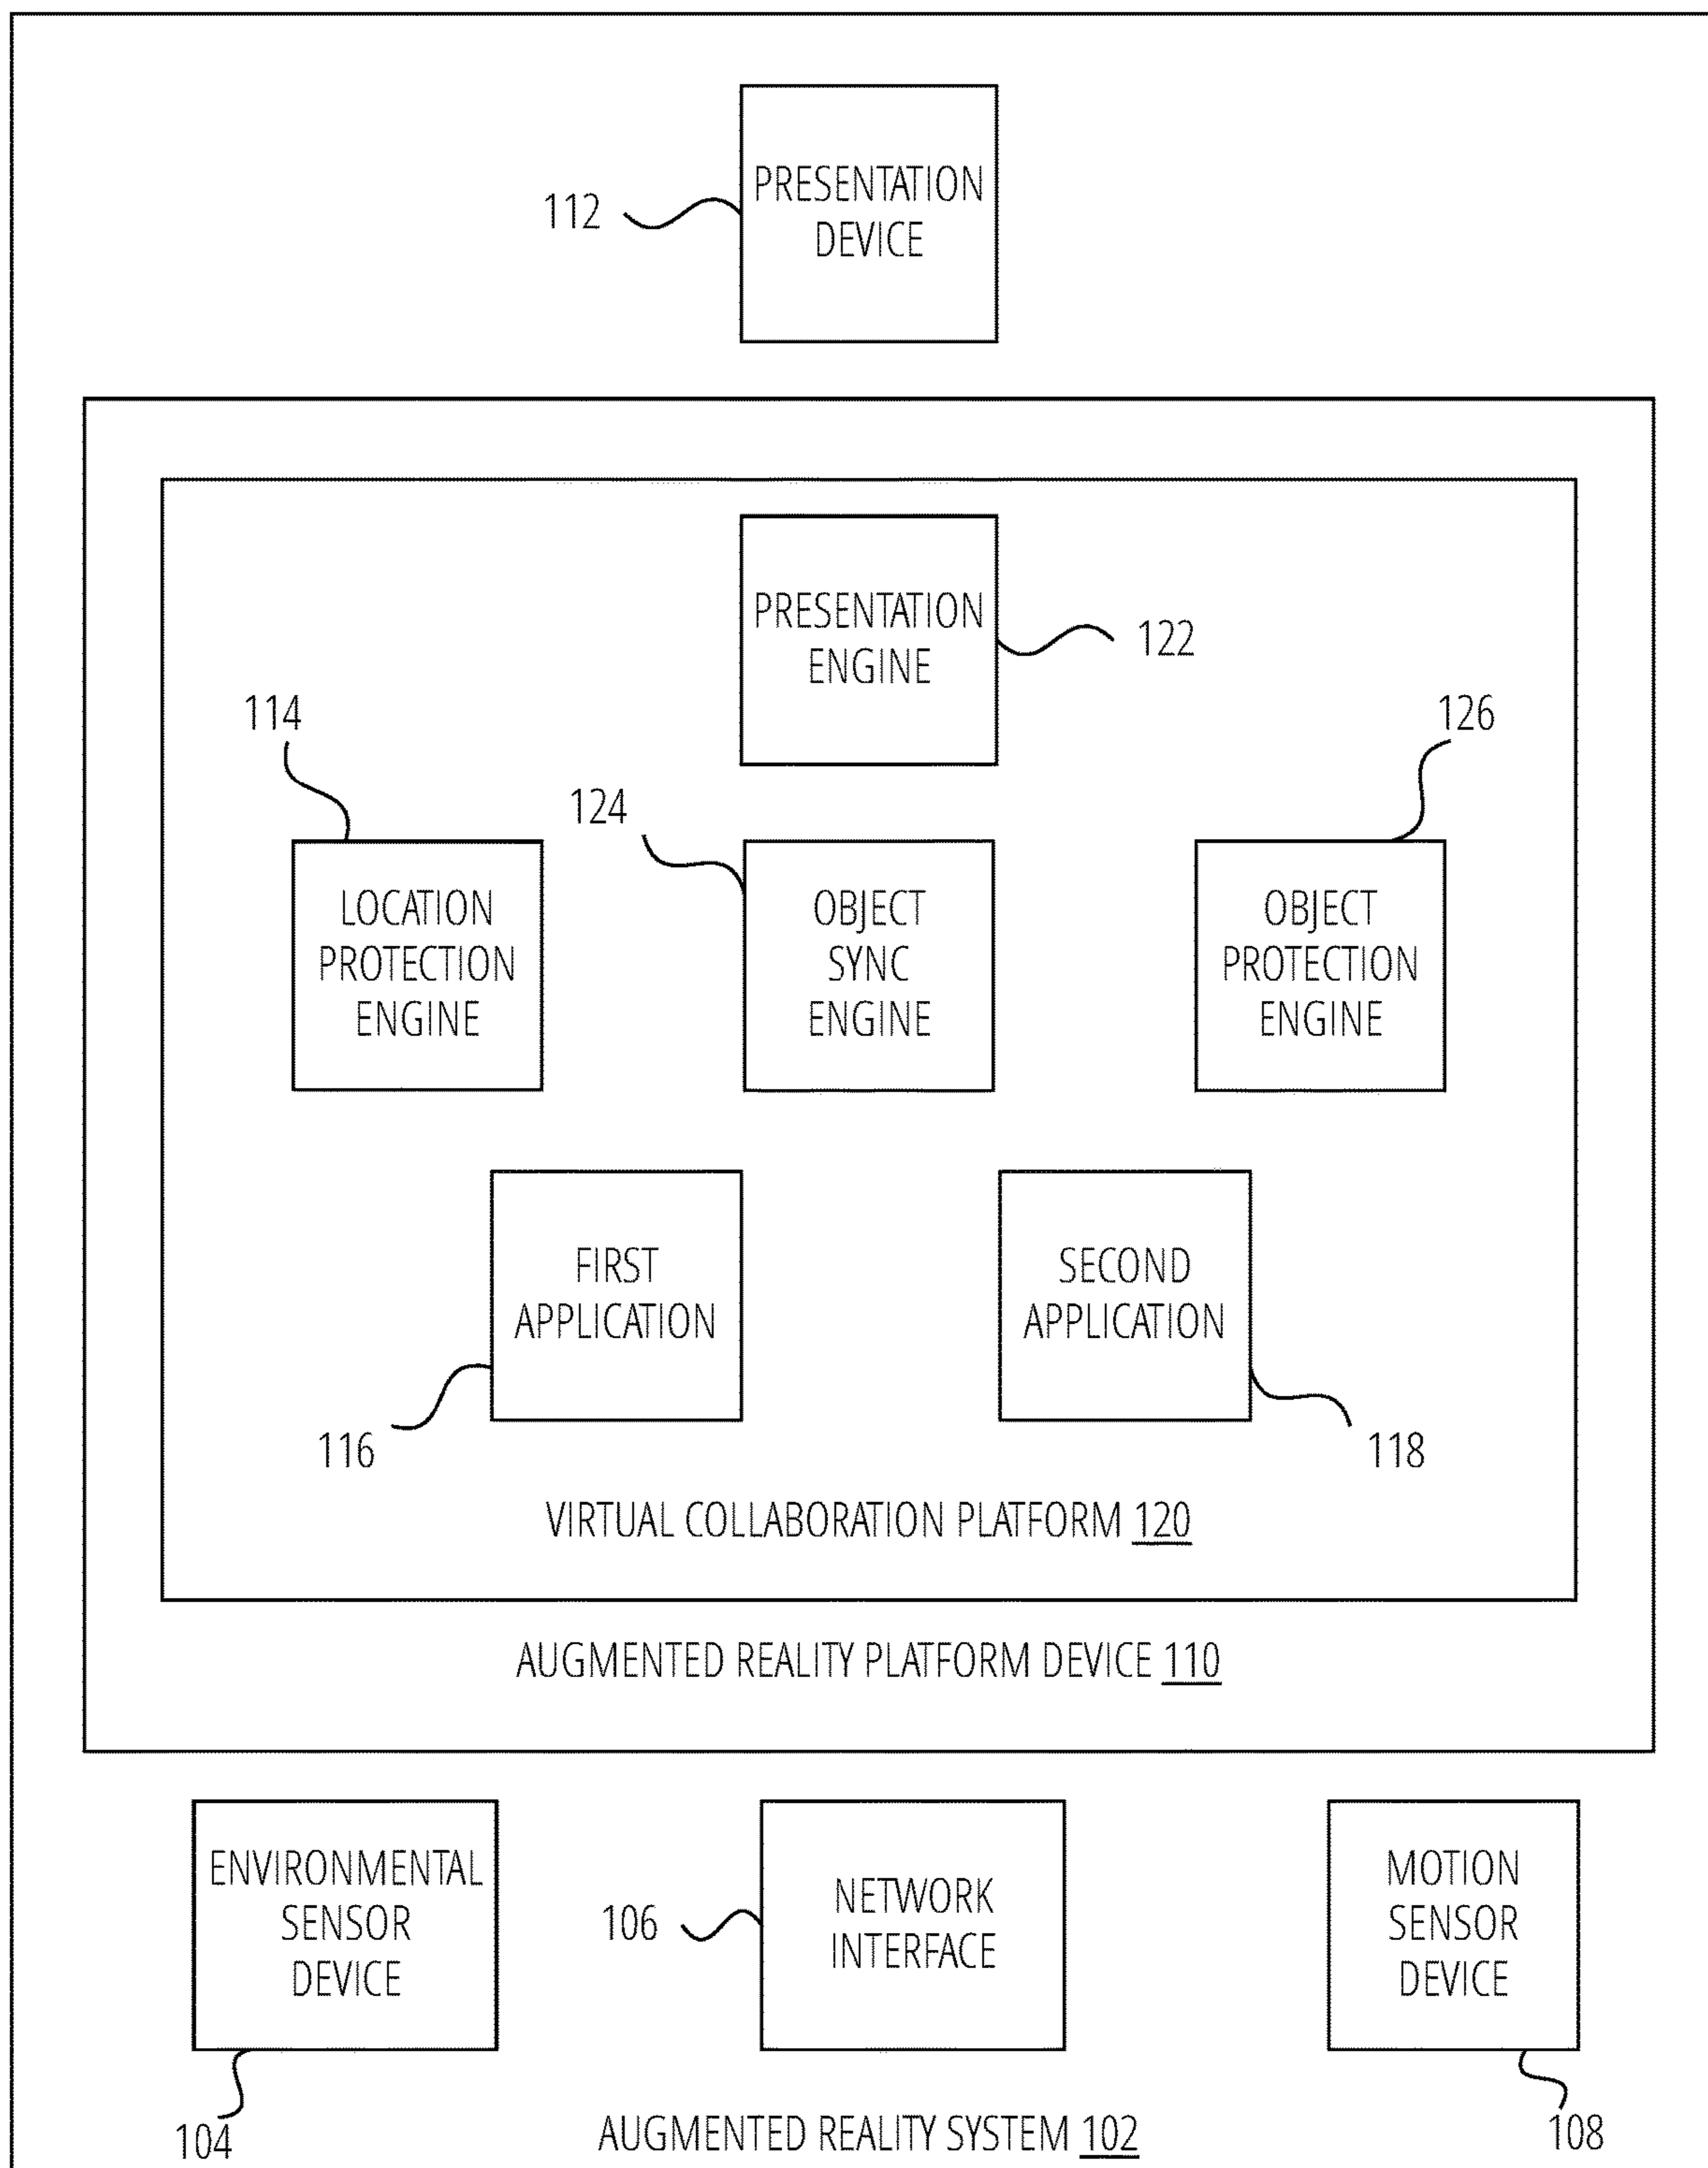 PRESENTATION
DEVICE
112
PRESENTATION
ENGINE
122
114
126
124
LOCATION
PROTECTION
ENGINE
OBJECT
SYNC
ENGINE
OBJECT
PROTECTION
ENGINE
FIRST
APPLICATION
SECOND
APPLICATION
116
118
VIRTUAL COLLABORATION PLATFORM 120
AUGMENTED REALITY PLATFORM DEVICE 110
ENVIRONMENTAL
SENSOR
DEVICE
106
NETWORK
INTERFACE
MOTION
SENSOR
DEVICE
104
AUGMENTED REALITY SYSTEM 102
108